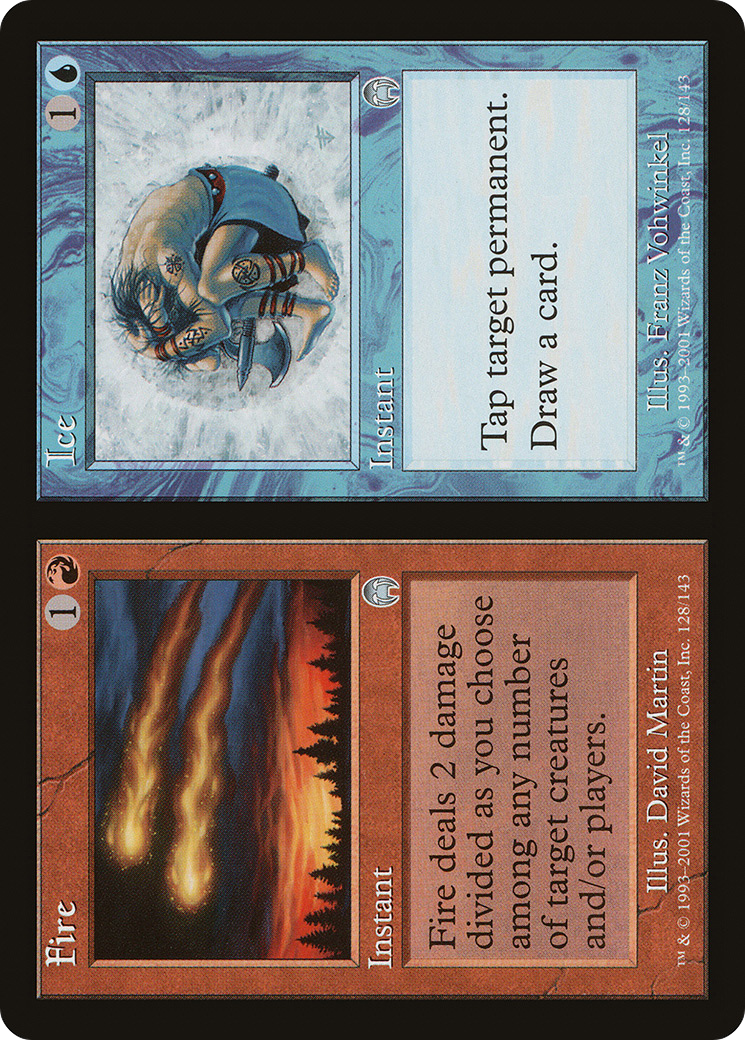 Fire
1
Instant
Fire deals 2 damage
divided as you choose
among any number
of target creatures
and/or players.
Illus. David Martin
™ & © 1993–2001 Wizards of the Coast, Inc. 128/143
Ice
1
Instant
Tap target permanent.
Draw a card.
Illus. Franz Vohwinkel
™ & © 1993–2001 Wizards of the Coast, Inc. 128/143